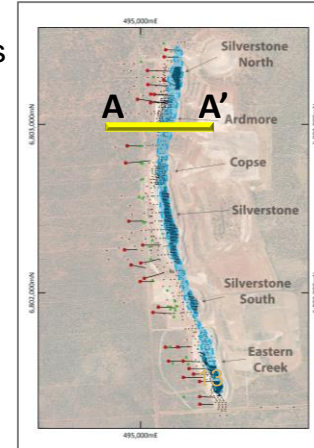 s
495,000mE
Silverstone
North
A A’
6,803,000mN
Ardmore
Copse
Silverstone
6,802,000mN
Silverstone
South
Eastern
Creek
13
495,000mE